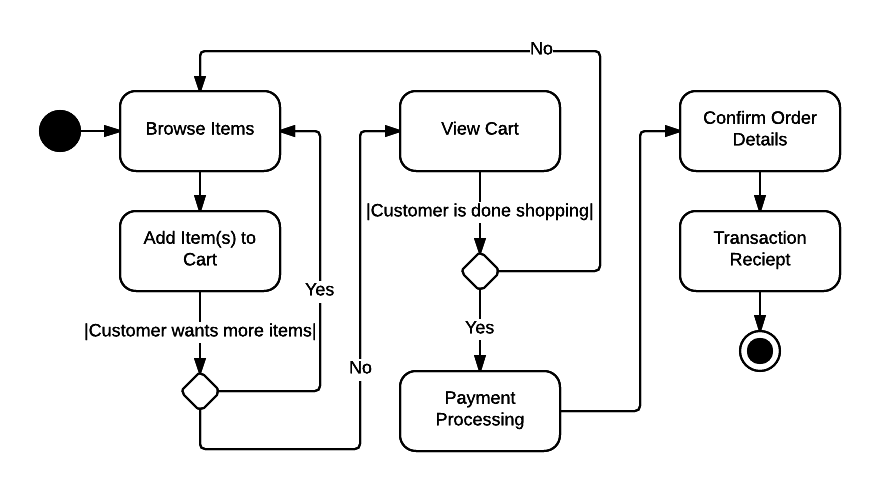 No
Browse Items
View Cart
Confirm Order
Details
Add Item(s) to
Cart
|Customer is done shopping|
Transaction
Reciept
Yes
|Customer wants more items|
Yes
No
Payment
Processing